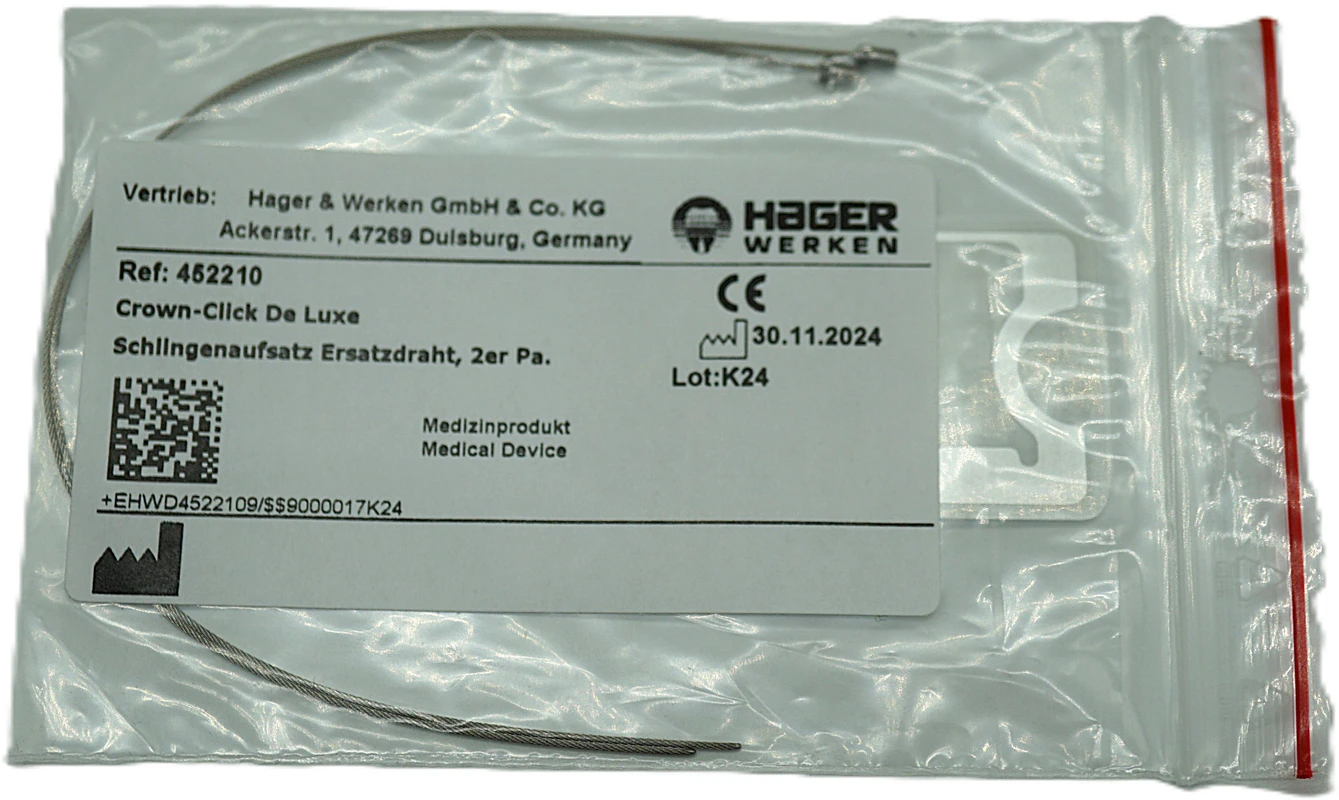 Vertrieb: Hager & Werken GmbH & Co. KG
Ackerstr. 1, 47269 Duisburg, Germany
HAGER
WERKEN
Ref: 452210
CE
Crown-Click De Luxe
30.11.2024
Schlingenaufsatz Ersatzdraht, 2er Pa.
Lot:K24
Medizinprodukt
Medical Device
+EHWD4522109/$$9000017K24